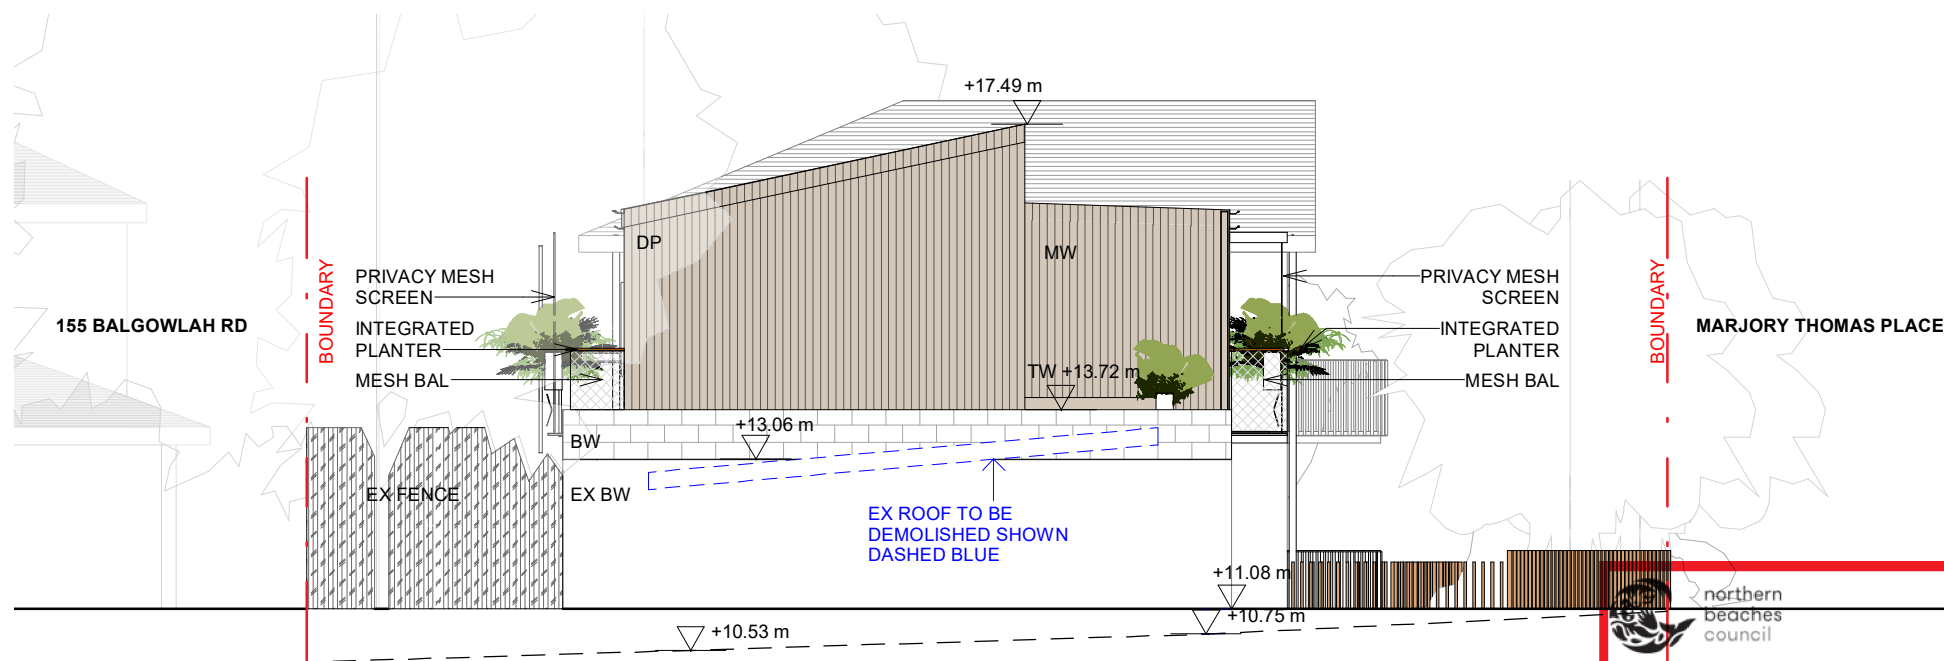 +17.49 m
DP
MW
PRIVACY MESH
SCREEN
INTEGRATED
PLANTER
MESH BAL
BOUNDARY
155 BALGOWLAH RD
PRIVACY MESH
SCREEN
INTEGRATED
PLANTER
MESH BAL
BOUNDARY
MARJORY THOMAS PLACE
TW +13.72 m
+13.06 m
BW
EX FENCE
EX BW
EX ROOF TO BE
DEMOLISHED SHOWN
DASHED BLUE
+11.08 m
+10.75 m
+10.53 m
northern
beaches
council